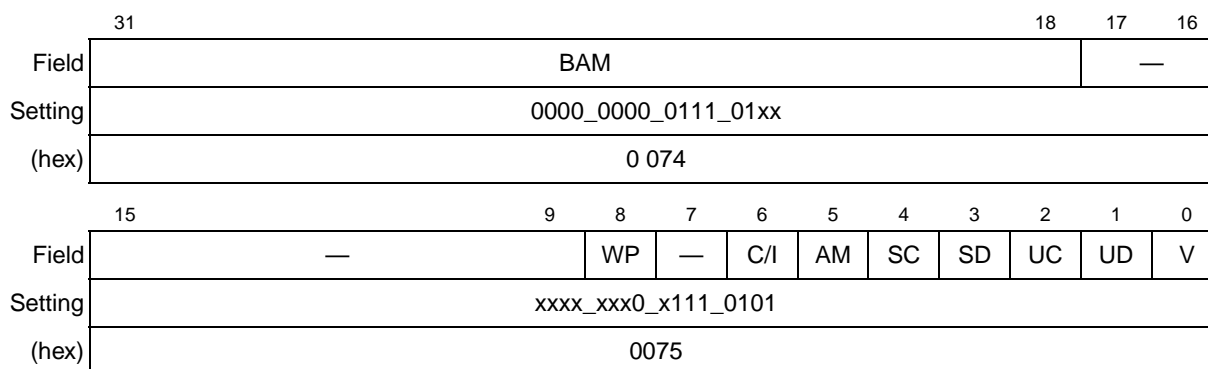 31 18 17 16
Field BAM —
Setting 0000_0000_0111_01xx
(hex) 0 074
15 9 8 7 6 5 4 3 2 1 0
Field — WP — C/I AM SC SD UC UD V
Setting xxxx_xxx0_x111_0101
(hex) 0075